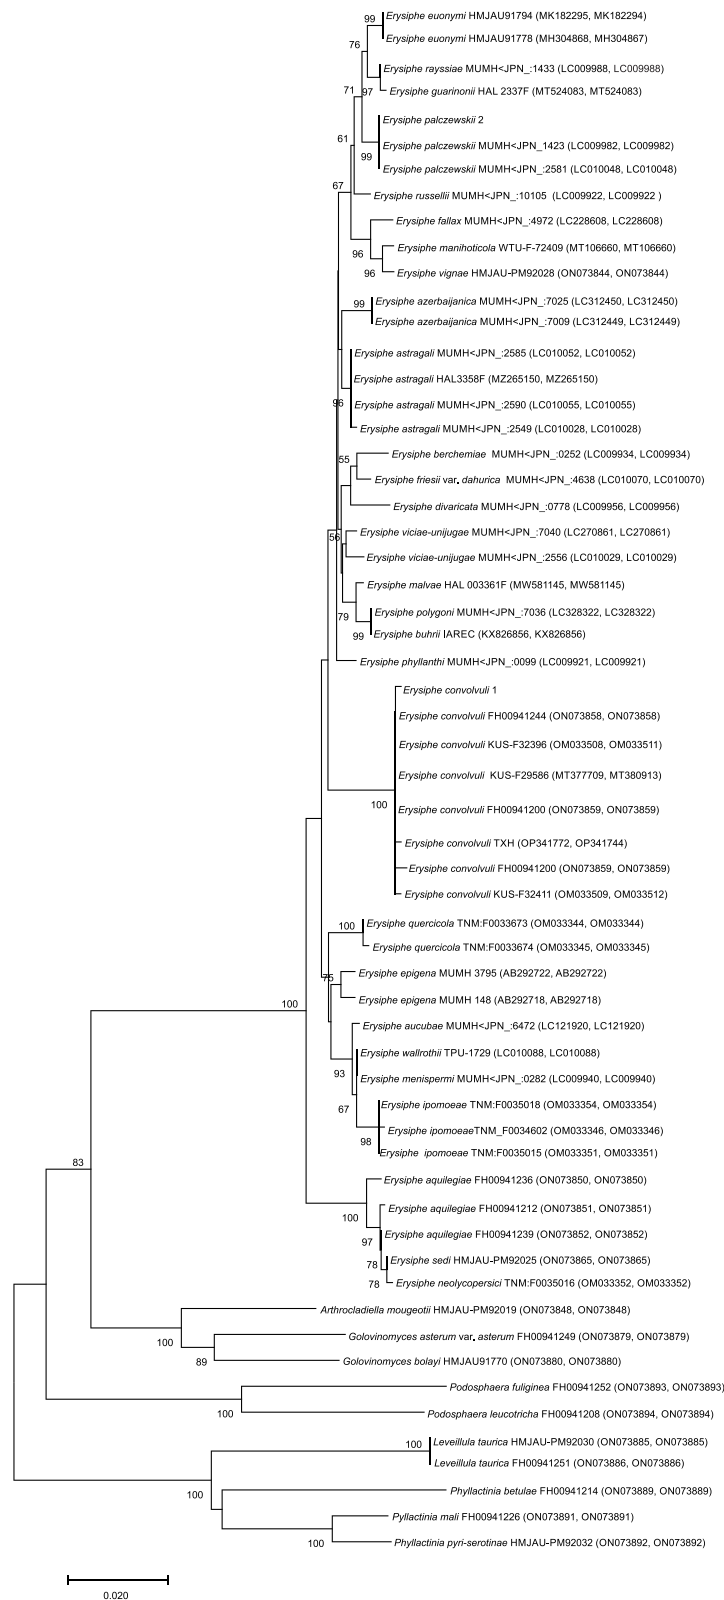 99
Erysiphe euonymi HMJAU91794 (MK182295, MK182294)
Erysiphe euonymi HMJAU91778 (MH304868, MH304867)
76
Erysiphe rayssiae MUMH<JPN_:1433 (LC009988, LC009988)
71
97
Erysiphe guarinonii HAL 2337F (MT524083, MT524083)
Erysiphe palczewskii 2
61
Erysiphe palczewskii MUMH<JPN_1423 (LC009982, LC009982)
99
Erysiphe palczewskii MUMH<JPN_:2581 (LC010048, LC010048)
67
Erysiphe russellii MUMH<JPN_:10105 (LC009922, LC009922 )
Erysiphe fallax MUMH<JPN_:4972 (LC228608, LC228608)
96
Erysiphe manihoticola WTU-F-72409 (MT106660, MT106660)
96
Erysiphe vignae HMJAU-PM92028 (ON073844, ON073844)
99
Erysiphe azerbaijanica MUMH<JPN_:7025 (LC312450, LC312450)
Erysiphe azerbaijanica MUMH<JPN_:7009 (LC312449, LC312449)
Erysiphe astragali MUMH<JPN_:2585 (LC010052, LC010052)
Erysiphe astragali HAL3358F (MZ265150, MZ265150)
96
Erysiphe astragali MUMH<JPN_:2590 (LC010055, LC010055)
Erysiphe astragali MUMH<JPN_:2549 (LC010028, LC010028)
Erysiphe berchemiae MUMH<JPN_:0252 (LC009934, LC009934)
55
Erysiphe friesii var. dahurica MUMH<JPN_:4638 (LC010070, LC010070)
Erysiphe divaricata MUMH<JPN_:0778 (LC009956, LC009956)
56
Erysiphe viciae-unijugae MUMH<JPN_:7040 (LC270861, LC270861)
Erysiphe viciae-unijugae MUMH<JPN_:2556 (LC010029, LC010029)
Erysiphe malvae HAL 003361F (MW581145, MW581145)
79
Erysiphe polygoni MUMH<JPN_:7036 (LC328322, LC328322)
99
Erysiphe buhrii IAREC (KX826856, KX826856)
Erysiphe phyllanthi MUMH<JPN_:0099 (LC009921, LC009921)
Erysiphe convolvuli 1
Erysiphe convolvuli FH00941244 (ON073858, ON073858)
Erysiphe convolvuli KUS-F32396 (OM033508, OM033511)
Erysiphe convolvuli KUS-F29586 (MT377709, MT380913)
100
Erysiphe convolvuli FH00941200 (ON073859, ON073859)
Erysiphe convolvuli TXH (OP341772, OP341744)
Erysiphe convolvuli FH00941200 (ON073859, ON073859)
Erysiphe convolvuli KUS-F32411 (OM033509, OM033512)
100
Erysiphe quercicola TNM:F0033673 (OM033344, OM033344)
Erysiphe quercicola TNM:F0033674 (OM033345, OM033345)
75
Erysiphe epigena MUMH 3795 (AB292722, AB292722)
100
Erysiphe epigena MUMH 148 (AB292718, AB292718)
Erysiphe aucubae MUMH<JPN_:6472 (LC121920, LC121920)
Erysiphe wallrothii TPU-1729 (LC010088, LC010088)
93
Erysiphe menispermi MUMH<JPN_:0282 (LC009940, LC009940)
67
Erysiphe ipomoeae TNM:F0035018 (OM033354, OM033354)
Erysiphe ipomoeaeTNM_F0034602 (OM033346, OM033346)
98
Erysiphe ipomoeae TNM:F0035015 (OM033351, OM033351)
83
Erysiphe aquilegiae FH00941236 (ON073850, ON073850)
100
Erysiphe aquilegiae FH00941212 (ON073851, ON073851)
97
Erysiphe aquilegiae FH00941239 (ON073852, ON073852)
78
Erysiphe sedi HMJAU-PM92025 (ON073865, ON073865)
78
Erysiphe neolycopersici TNM:F0035016 (OM033352, OM033352)
Arthrocladiella mougeotii HMJAU-PM92019 (ON073848, ON073848)
100
Golovinomyces asterum var. asterum FH00941249 (ON073879, ON073879)
89
Golovinomyces bolayi HMJAU91770 (ON073880, ON073880)
Podosphaera fuliginea FH00941252 (ON073893, ON073893)
100
Podosphaera leucotricha FH00941208 (ON073894, ON073894)
100
Leveillula taurica HMJAU-PM92030 (ON073885, ON073885)
Leveillula taurica FH00941251 (ON073886, ON073886)
100
Phyllactinia betulae FH00941214 (ON073889, ON073889)
Pyllactinia mali FH00941226 (ON073891, ON073891)
100
Phyllactinia pyri-serotinae HMJAU-PM92032 (ON073892, ON073892)
0.020